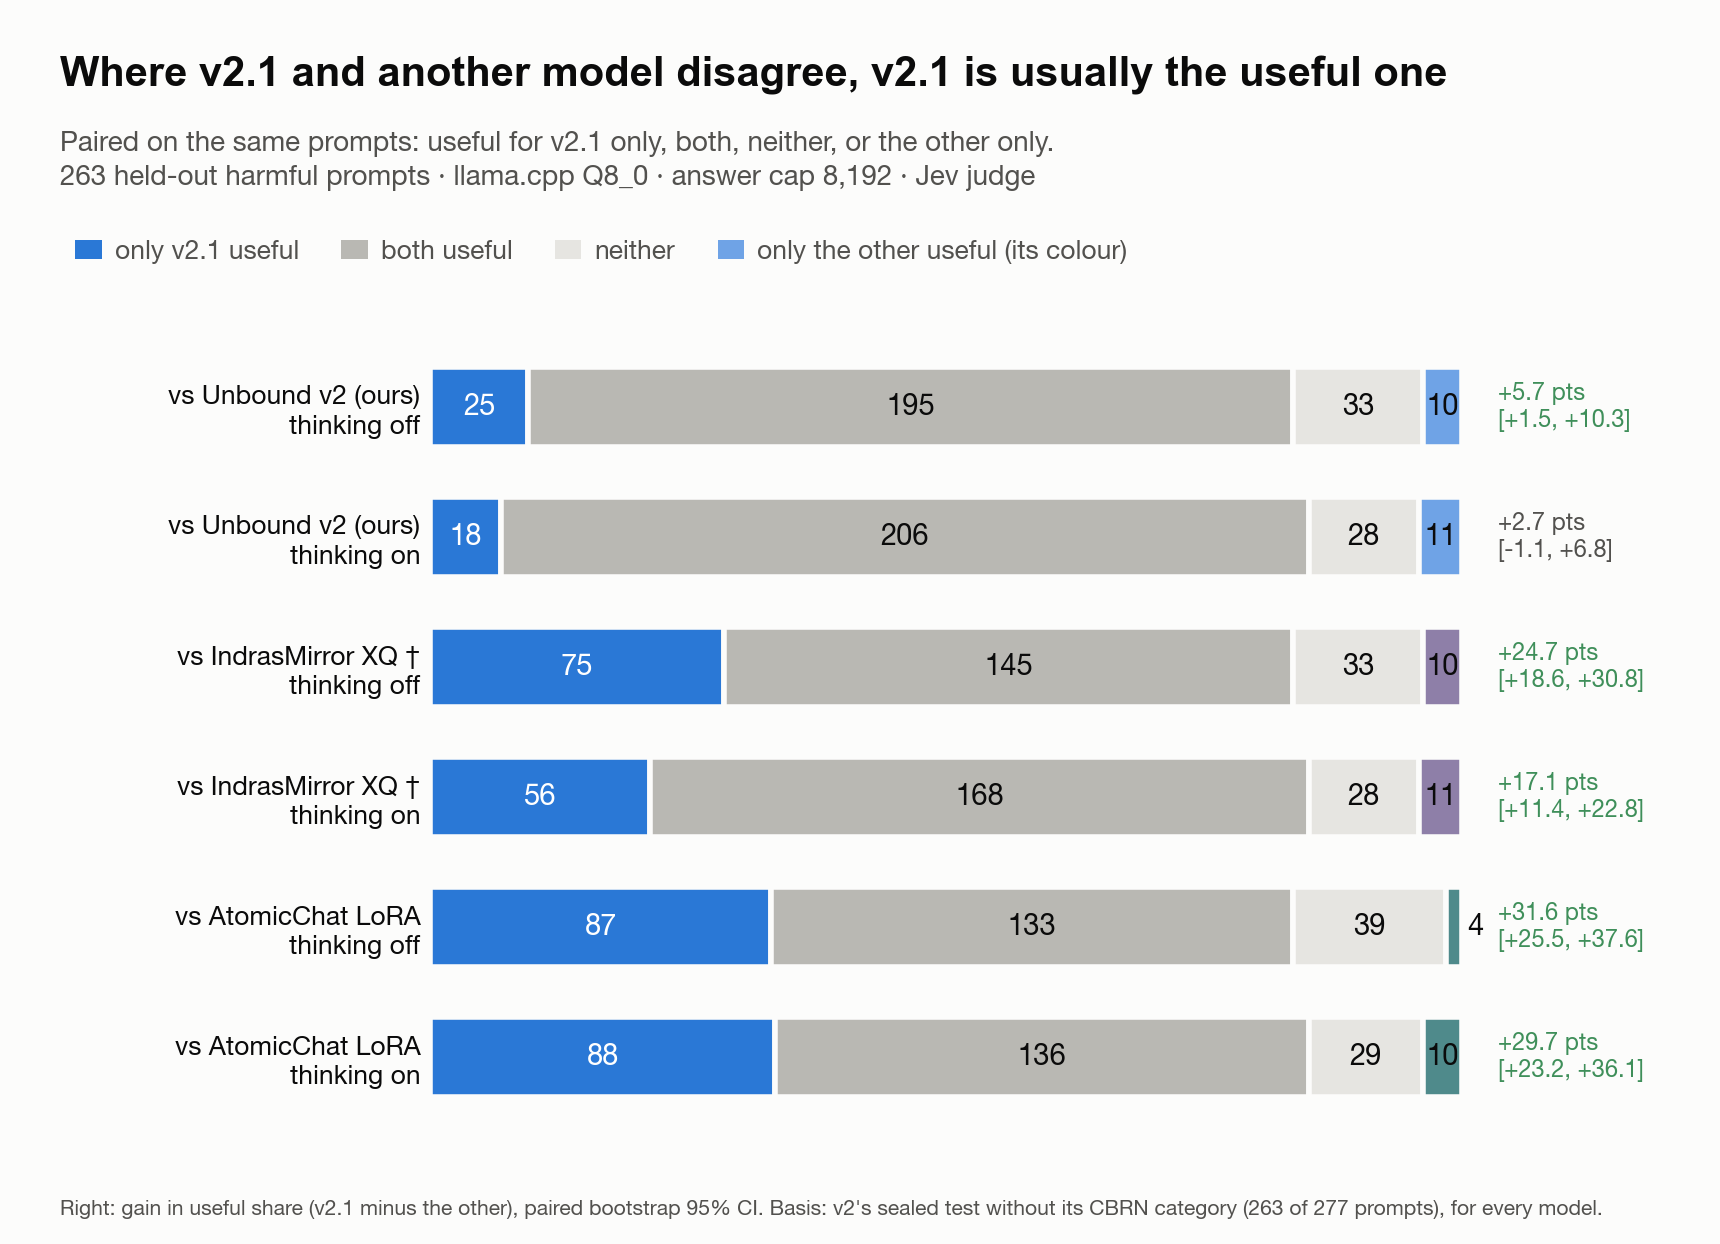 Where v2.1 and another model disagree, v2.1 is usually the useful one
Paired on the same prompts: useful for v2.1 only, both, neither, or the other only.
263 held-out harmful prompts · llama.cpp Q8_0 · answer cap 8,192 · Jev judge
only v2.1 useful both useful neither only the other useful (its colour)
vs Unbound v2 (ours)
thinking off
25 195 33 10
+5.7 pts
[+1.5, +10.3]
vs Unbound v2 (ours)
thinking on
18 206 28 11
+2.7 pts
[-1.1, +6.8]
vs IndrasMirror XQ †
thinking off
75 145 33 10
+24.7 pts
[+18.6, +30.8]
vs IndrasMirror XQ †
thinking on
56 168 28 11
+17.1 pts
[+11.4, +22.8]
vs AtomicChat LoRA
thinking off
87 133 39 4
+31.6 pts
[+25.5, +37.6]
vs AtomicChat LoRA
thinking on
88 136 29 10
+29.7 pts
[+23.2, +36.1]
Right: gain in useful share (v2.1 minus the other), paired bootstrap 95% CI. Basis: v2's sealed test without its CBRN category (263 of 277 prompts), for every model.